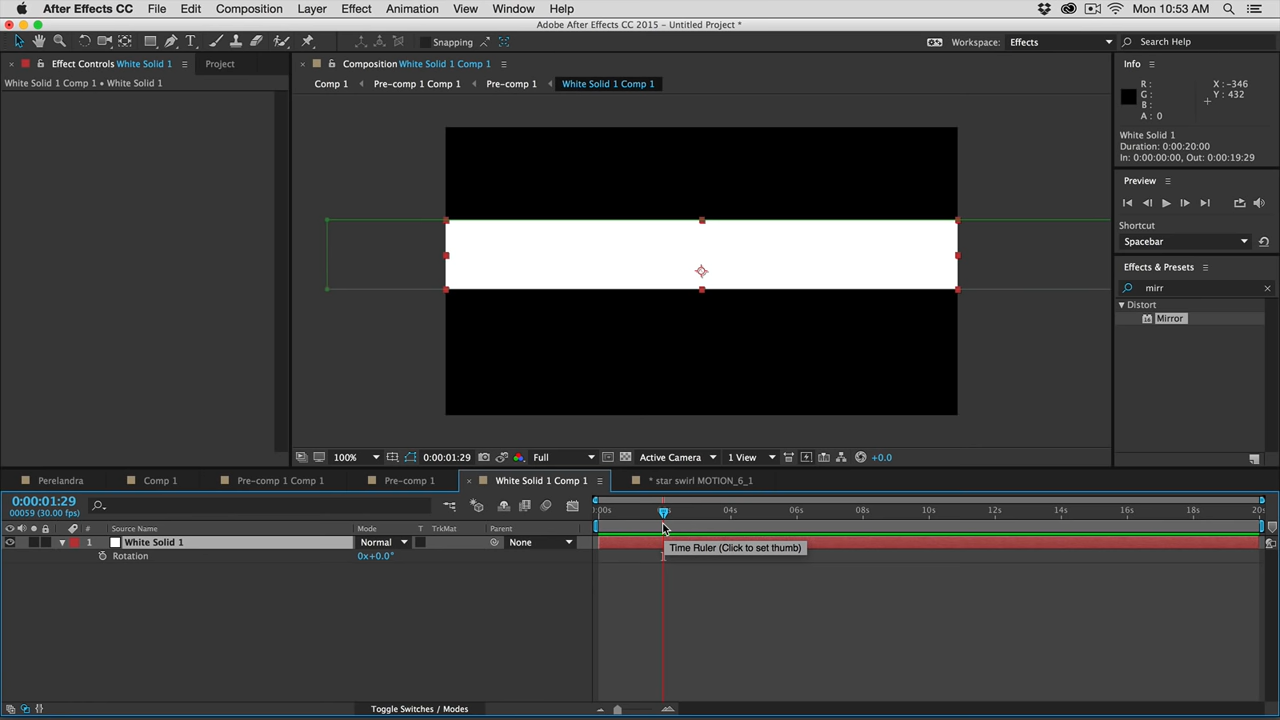 After Effects CC File Edit Composition Layer Effect Animation View Window Help Mon 10:53 AM
Adobe After Effects CC 2015 - Untitled Project *
Snapping Workspace: Effects Search Help
Effect Controls White Solid 1 Project Composition White Solid 1 Comp 1 Info
White Solid 1 Comp 1 • White Solid 1 Comp 1 Pre-comp 1 Comp 1 Pre-comp 1 White Solid 1 Comp 1
R: X: -346
G: Y: 432
B:
A: 0
White Solid 1
Duration: 0:00:20:00
In: 0:00:00:00, Out: 0:00:19:29
Preview
Shortcut
Spacebar
Effects & Presets
mirr
Distort
Mirror
100% 0:00:01:29 Full Active Camera 1 View +0.0
Perelandra Comp 1 Pre-comp 1 Comp 1 Pre-comp 1 White Solid 1 Comp 1 * star swirl MOTION_6_1
0:00:01:29
00059 (30.00 fps)
:00s 04s 06s 08s 10s 12s 14s 16s 18s 20s
# Source Name Mode T TrkMat Parent
1 White Solid 1 Normal None
Time Ruler (Click to set thumb)
Rotation 0x+0.0°
Toggle Switches / Modes